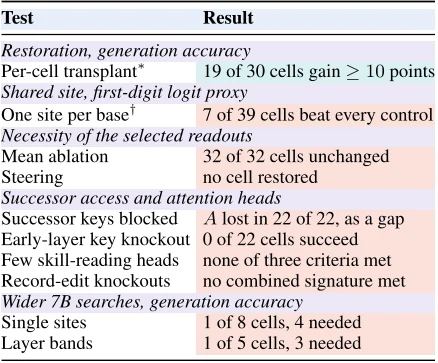 Test Result
Restoration, generation accuracy
Per-cell transplant* 19 of 30 cells gain ≥ 10 points
Shared site, first-digit logit proxy
One site per base† 7 of 39 cells beat every control
Necessity of the selected readouts
Mean ablation 32 of 32 cells unchanged
Steering no cell restored
Successor access and attention heads
Successor keys blocked A lost in 22 of 22, as a gap
Early-layer key knockout 0 of 22 cells succeed
Few skill-reading heads none of three criteria met
Record-edit knockouts no combined signature met
Wider 7B searches, generation accuracy
Single sites 1 of 8 cells, 4 needed
Layer bands 1 of 5 cells, 3 needed